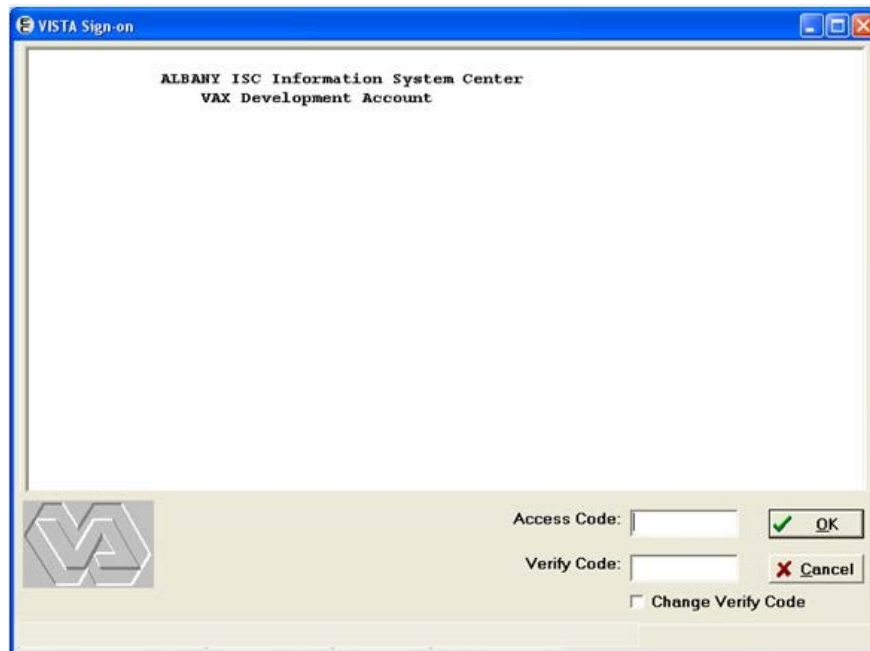 VISTA Sign-on
ALBANY ISC Information System Center
VAX Development Account
Access Code:
OK
Verify Code:
Cancel
Change Verify Code